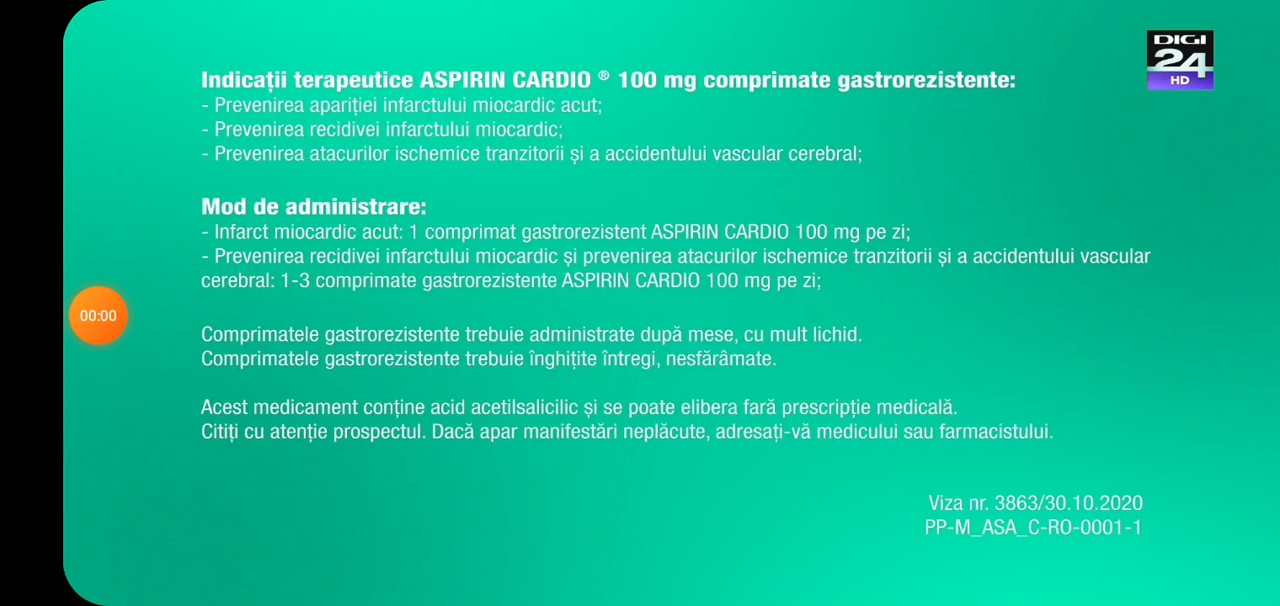 DIGI
24
HD
Indicații terapeutice ASPIRIN CARDIO ® 100 mg comprimate gastrorezistente:
- Prevenirea apariției infarctului miocardic acut;
- Prevenirea recidivei infarctului miocardic;
- Prevenirea atacurilor ischemice tranzitorii și a accidentului vascular cerebral;
Mod de administrare:
- Infarct miocardic acut: 1 comprimat gastrorezistent ASPIRIN CARDIO 100 mg pe zi;
- Prevenirea recidivei infarctului miocardic și prevenirea atacurilor ischemice tranzitorii și a accidentului vascular
cerebral: 1-3 comprimate gastrorezistente ASPIRIN CARDIO 100 mg pe zi;
00:00
Comprimatele gastrorezistente trebuie administrate după mese, cu mult lichid.
Comprimatele gastrorezistente trebuie înghițite întregi, nesfărâmate.
Acest medicament conține acid acetilsalicilic și se poate elibera fară prescripție medicală.
Citiți cu atenție prospectul. Dacă apar manifestări neplăcute, adresați-vă medicului sau farmacistului.
Viza nr. 3863/30.10.2020
PP-M_ASA_C-RO-0001-1